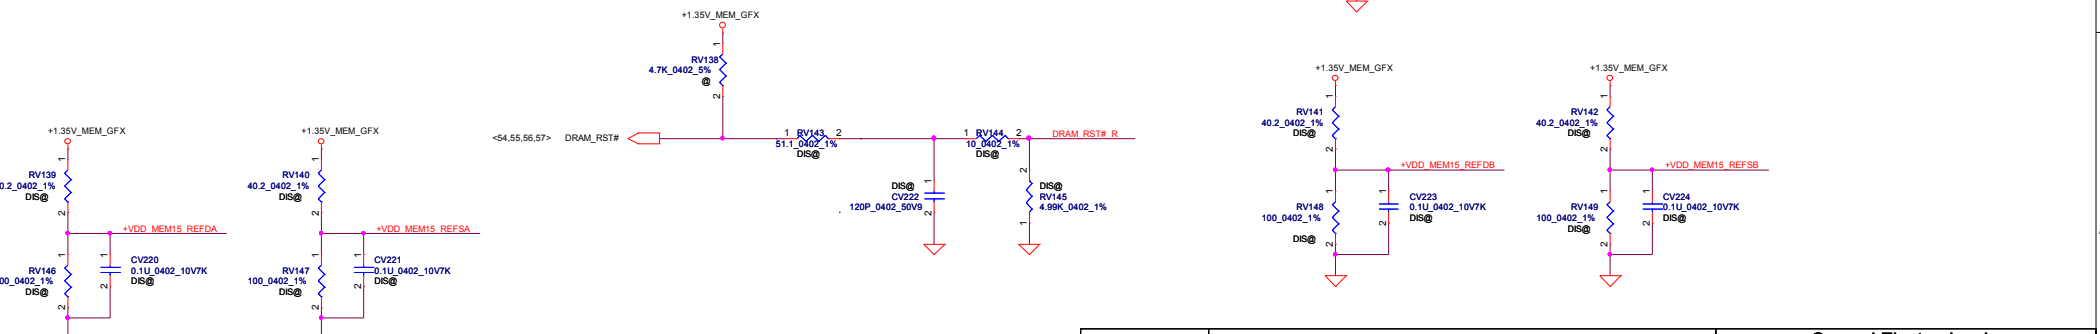 +1.35V_MEM_GFX
1
RV138
4.7K_0402_5%
@
2
<54,55,56,57> DRAM_RST#
1 RV143 2
51.1_0402_1%
DIS@
1 RV144 2
10_0402_1%
DIS@
DRAM_RST#_R
1
DIS@
CV222
120P_0402_50V9
2
2
DIS@
RV145
4.99K_0402_1%
1
+1.35V_MEM_GFX
1
RV139
0.2_0402_1%
DIS@
2
+VDD_MEM15_REFDA
1
RV146
00_0402_1%
DIS@
2
1
CV220
0.1U_0402_10V7K
DIS@
2
+1.35V_MEM_GFX
1
RV140
40.2_0402_1%
DIS@
2
+VDD_MEM15_REFSA
1
RV147
100_0402_1%
DIS@
2
1
CV221
0.1U_0402_10V7K
DIS@
2
+1.35V_MEM_GFX
1
RV141
40.2_0402_1%
DIS@
2
+VDD_MEM15_REFDB
1
RV148
100_0402_1%
DIS@
2
1
CV223
0.1U_0402_10V7K
DIS@
2
+1.35V_MEM_GFX
1
RV142
40.2_0402_1%
DIS@
2
+VDD_MEM15_REFSB
1
RV149
100_0402_1%
DIS@
2
1
CV224
0.1U_0402_10V7K
DIS@
2